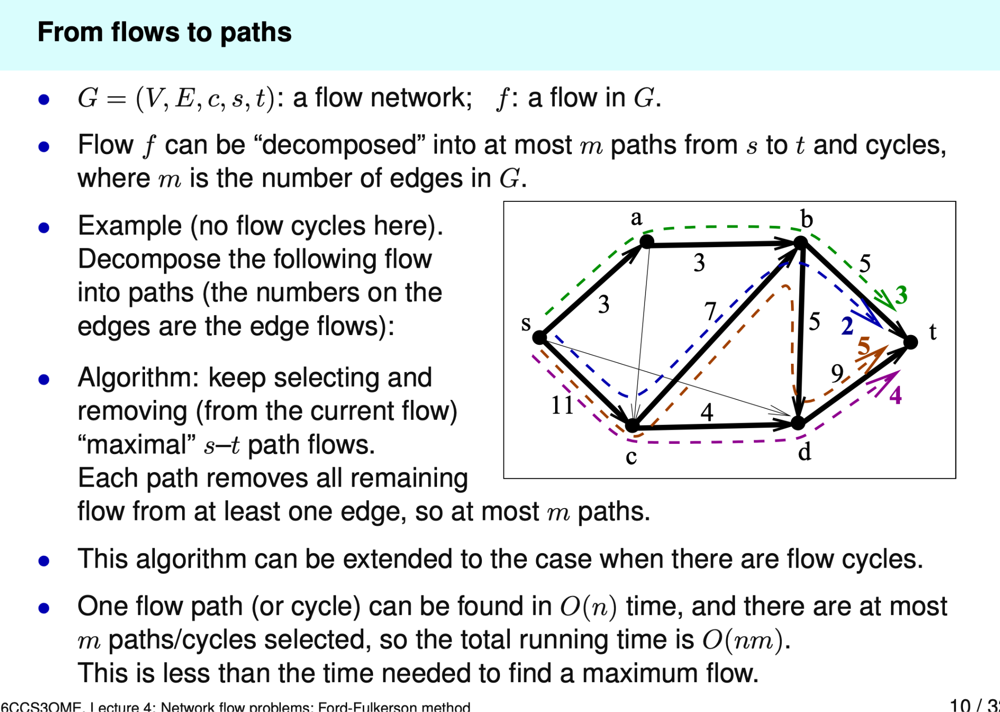 From flows to paths
• G = (V, E, c, s, t): a flow network; f: a flow in G.
• Flow f can be “decomposed” into at most m paths from s to t and cycles,
where m is the number of edges in G.
• Example (no flow cycles here).
Decompose the following flow
into paths (the numbers on the
edges are the edge flows):
• Algorithm: keep selecting and
removing (from the current flow)
“maximal” s–t path flows.
Each path removes all remaining
flow from at least one edge, so at most m paths.
a
b
3
5
3
3
s
7
5
2
t
5
9
11
4
4
c
d
• This algorithm can be extended to the case when there are flow cycles.
• One flow path (or cycle) can be found in O(n) time, and there are at most
m paths/cycles selected, so the total running time is O(nm).
This is less than the time needed to find a maximum flow.
6CCS3OME, Lecture 4: Network flow problems; Ford-Fulkerson method
10 / 32